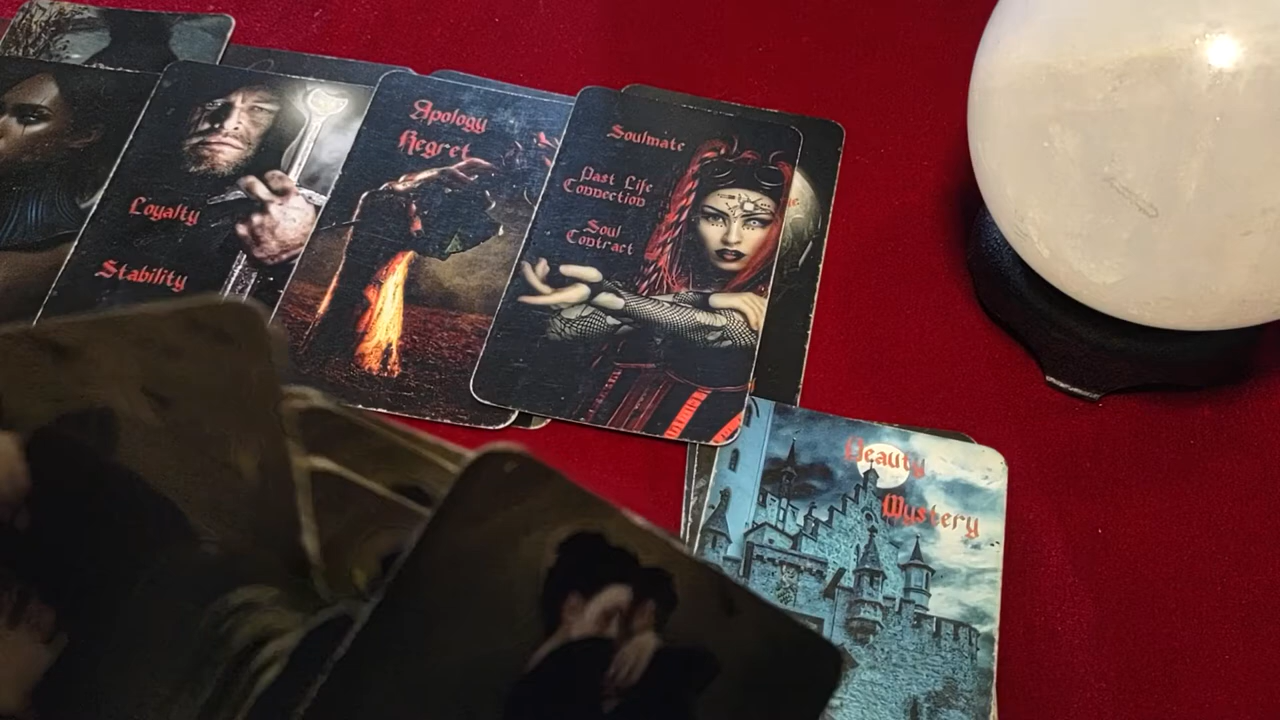 Loyalty
Stability
Apology
Regret
Soulmate
Past Life
Connection
Soul
Contract
Beauty
Mystery